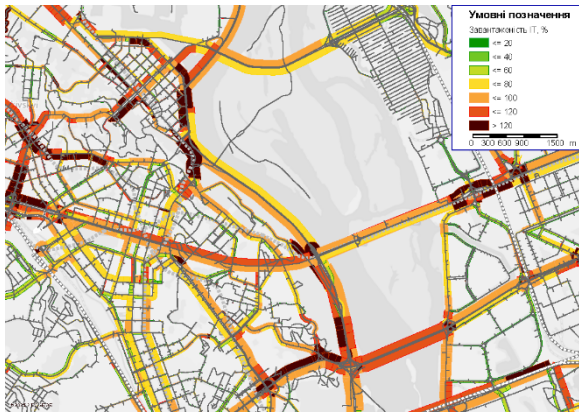 Умовні позначення
Завантаженість ІТ, %
<= 20
<= 40
<= 60
<= 80
<= 100
<= 120
> 120
0 300 600 900 1500 m